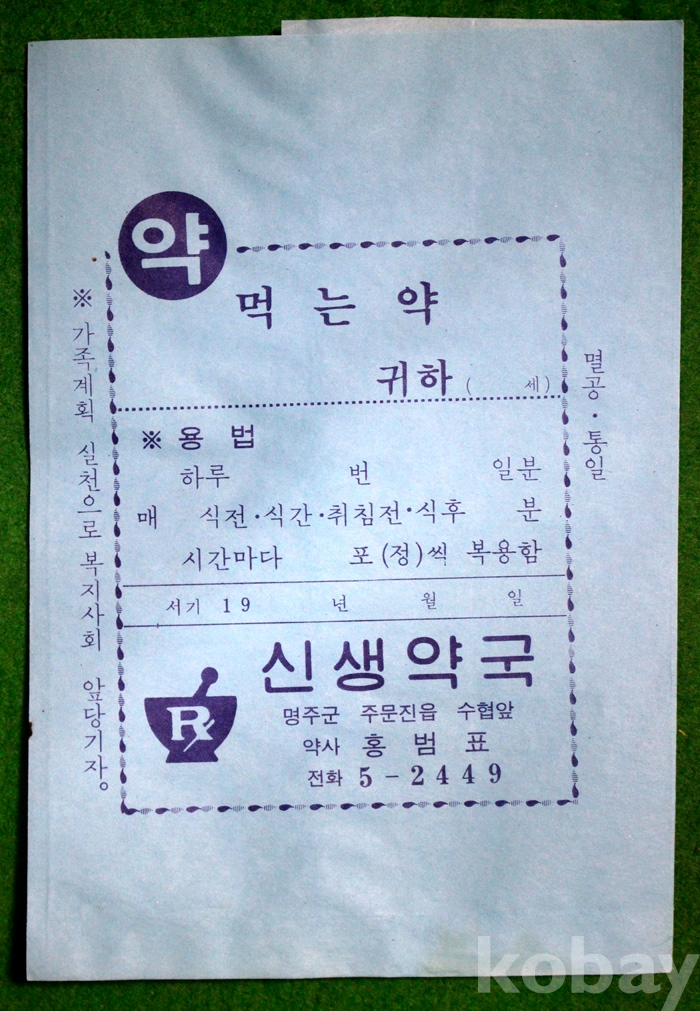 약
먹는약
귀하 ( 세)
※ 용법
하루 번 일분
매 식전·식간·취침전·식후 분
시간마다 포(정)씩 복용함
서기 19 년 월 일
신생약국
R
명주군 주문진읍 수협앞
약사 홍범표
전화 5-2449
※ 가족계획 실천으로 복지사회 앞당기자。
멸공·통일
kobay